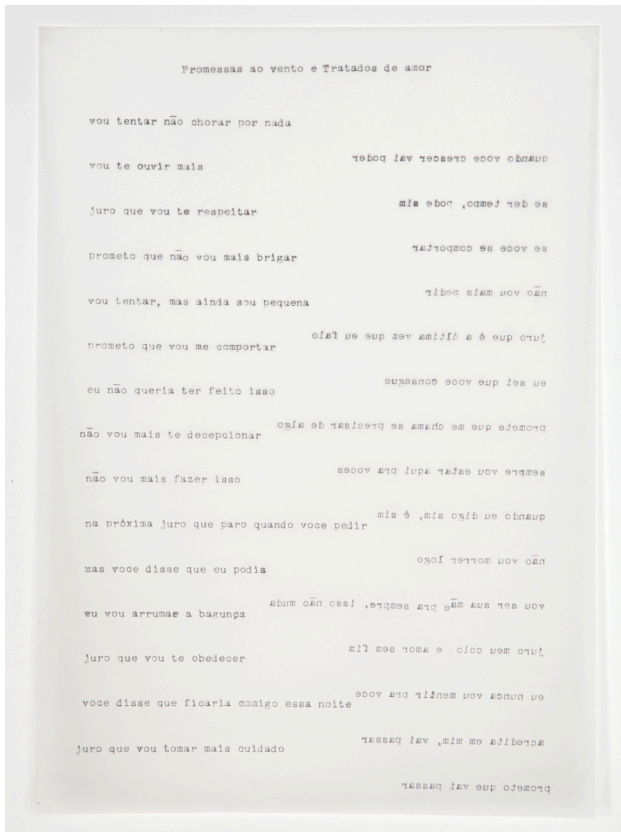 Promessas ao vento e Tratados de amor
vou tentar não chorar por nada
quando voce crescer vai poder
vou te ouvir mais
se der tempo, pode sim
juro que vou te respeitar
se voce se comportar
prometo que não vou mais brigar
não vou mais pedir
vou tentar, mas ainda sou pequena
juro que é a última vez que eu falo
prometo que vou me comportar
eu sei que voce consegue
eu não queria ter feito isso
promete que me chama se precisar de algo
não vou mais te decepcionar
sempre vou estar aqui pra voces
não vou mais fazer isso
quando eu digo sim, é sim
na próxima juro que paro quando voce pedir
não vou morrer logo
mas voce disse que eu podia
vou ser sua mãe pra sempre, isso não muda
eu vou arrumar a bagunça
juro meu colo e amor sem fim
juro que vou te obedecer
eu nunca vou mentir pra voce
voce disse que ficaria comigo essa noite
acredita em mim, vai passar
juro que vou tomar mais cuidado
prometo que vai passar